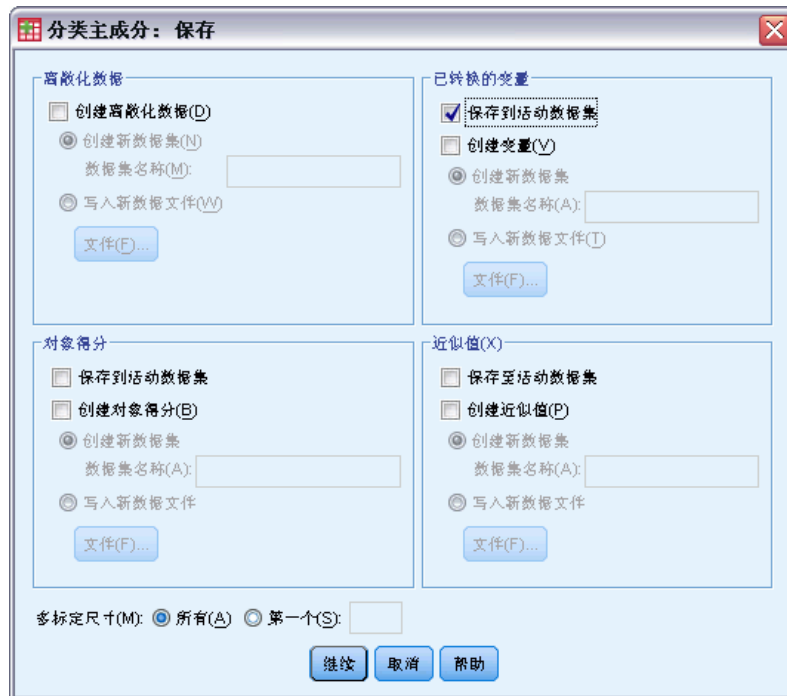 分类主成分：保存
离散化数据
创建离散化数据(D)
创建新数据集(N)
数据集名称(M):
写入新数据文件(W)
文件(F)...
已转换的变量
保存到活动数据集
创建变量(V)
创建新数据集
数据集名称(A):
写入新数据文件(T)
文件(F)...
对象得分
保存到活动数据集
创建对象得分(B)
创建新数据集
数据集名称(A):
写入新数据文件
文件(F)...
近似值(X)
保存至活动数据集
创建近似值(P)
创建新数据集
数据集名称(A):
写入新数据文件
文件(F)...
多标定尺寸(M): 所有(A) 第一个(S):
继续 取消 帮助